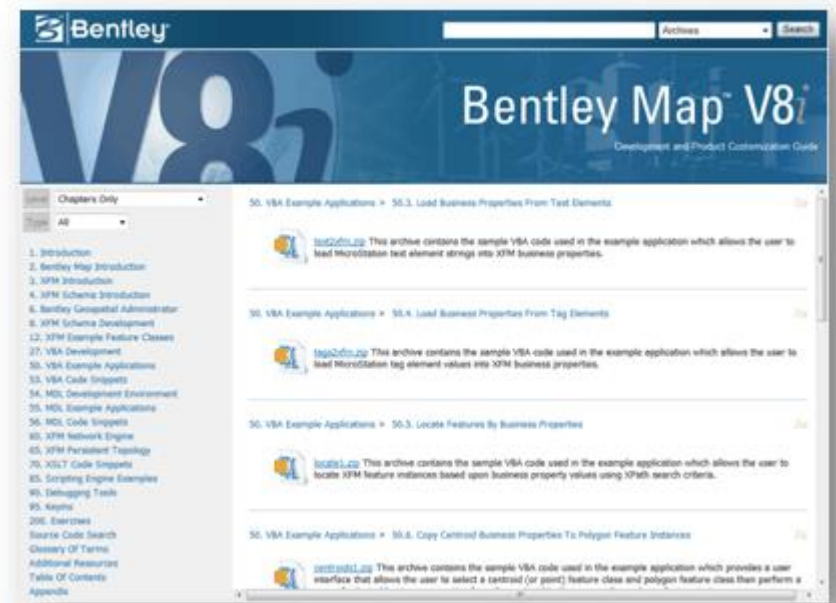 Bentley
Archives
Search
V8i
Bentley Map™ V8i
Development and Product Customization Guide
Level Chapters Only
Type All
1. Introduction
2. Bentley Map Introduction
3. XFM Introduction
4. XFM Schema Introduction
6. Bentley Geospatial Administrator
8. XFM Schema Development
12. XFM Example Feature Classes
27. VBA Development
50. VBA Example Applications
53. VBA Code Snippets
54. MDL Development Environment
55. MDL Example Applications
56. MDL Code Snippets
60. XFM Network Engine
65. XFM Persistent Topology
70. XSLT Code Snippets
85. Scripting Engine Examples
90. Debugging Tools
95. Keyins
200. Exercises
Source Code Search
Glossary Of Terms
Additional Resources
Table Of Contents
Appendix
50. VBA Example Applications > 50.3. Load Business Properties From Text Elements
text2xfm.zip This archive contains the sample VBA code used in the example application which allows the user to
load MicroStation text element strings into XFM business properties.
50. VBA Example Applications > 50.4. Load Business Properties From Tag Elements
tags2xfm.zip This archive contains the sample VBA code used in the example application which allows the user to
load MicroStation tag element values into XFM business properties.
50. VBA Example Applications > 50.5. Locate Features By Business Properties
locate1.zip This archive contains the sample VBA code used in the example application which allows the user to
locate XFM feature instances based upon business property values using XPath search criteria.
50. VBA Example Applications > 50.6. Copy Centroid Business Properties To Polygon Feature Instances
centroids1.zip This archive contains the sample VBA code used in the example application which provides a user
interface that allows the user to select a centroid (or point) feature class and polygon feature class then perform a